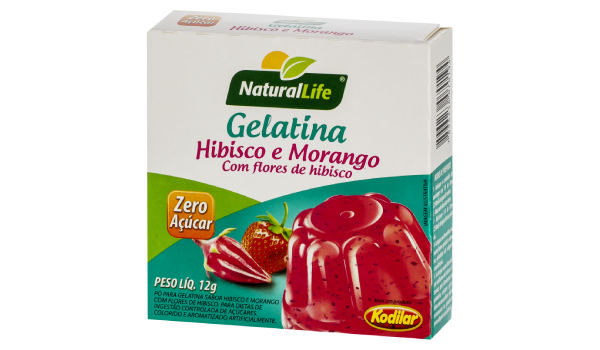 NaturalLife®
Gelatina
Hibisco e Morango
Com flores de hibisco
Zero
Açúcar
PESO LÍQ. 12g
PÓ PARA GELATINA SABOR HIBISCO E MORANGO
COM FLORES DE HIBISCO. PARA DIETAS DE
INGESTÃO CONTROLADA DE AÇÚCARES.
COLORIDO E AROMATIZADO ARTIFICIALMENTE.
Kodilar